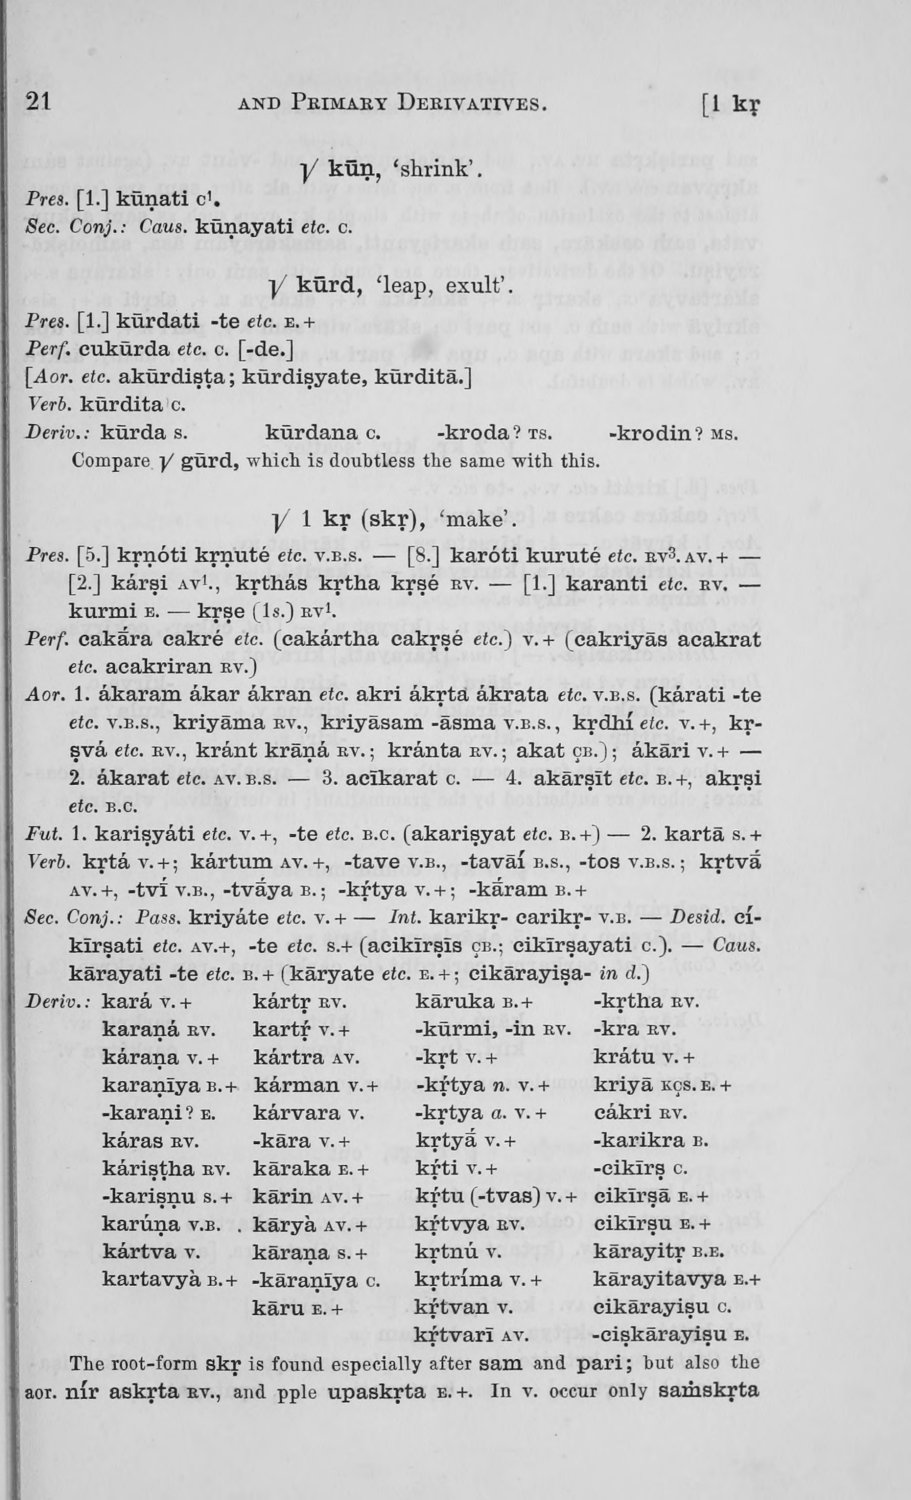 21 AND PRIMARY DERIVATIVES. [1 kṛ
√ kūṇ, ‘shrink’.
Pres. [1.] kūṇati C¹.
Sec. Conj.: Caus. kūṇayati etc. C.
√ kūrd, ‘leap, exult’.
Pres. [1.] kūrdati -te etc. E.+
Perf. cukūrda etc. C. [-de.]
[Aor. etc. akūrdiṣṭa; kūrdiṣyate, kūrditā.]
Verb. kūrdita C.
Deriv.: kūrda S. kūrdana C. -kroda? TS. -krodin? MS.
Compare √ gūrd, which is doubtless the same with this.
√ 1 kṛ (skṛ), ‘make’.
Pres. [5.] kṛṇóti kṛṇuté etc. V.B.S. — [8.] karóti kuruté etc. RV³. AV.+ —
[2.] kárṣi AV¹., kṛthás kṛtha kṛṣé RV. — [1.] karanti etc. RV. —
kurmi E. — kṛṣe (1s.) RV¹.
Perf. cakā́ra cakré etc. (cakártha cakṛṣé etc.) V.+ (cakriyās acakrat
etc. acakriran RV.)
Aor. 1. ákaram ákar ákran etc. akri ákṛta ákrata etc. V.B.S. (kárati -te
etc. V.B.S., kriyāma RV., kriyāsam -āsma V.B.S., kṛdhí etc. V.+, kṛ-
ṣvá etc. RV., kránt krāṇá RV.; kránta RV.; akat ÇB.); ákāri V.+ —
2. ákarat etc. AV. B.S. — 3. acīkarat C. — 4. akārṣīt etc. B.+, akṛṣi
etc. B.C.
Fut. 1. kariṣyáti etc. V.+, -te etc. B.C. (akariṣyat etc. B.+) — 2. kartā S.+
Verb. kṛtá V.+; kártum AV.+, -tave V.B., -tavāí B.S., -tos V.B.S.; kṛtvā́
AV.+, -tvī́ V.B., -tvā́ya B.; -kṛ́tya V.+; -kā́ram B.+
Sec. Conj.: Pass. kriyáte etc. V.+ — Int. karikṛ- carikṛ- V.B. — Desid. cí-
kīrṣati etc. AV.+, -te etc. S.+ (acikīrṣīs ÇB.; cikīrṣayati C.). — Caus.
kārayati -te etc. B.+ (kāryate etc. E.+; cikārayiṣa- in d.)
Deriv.: kará V.+ kártṛ RV. kāruka B.+ -kṛtha RV.
karaṇá RV. kartṛ́ V.+ -kūrmi, -in RV. -kra RV.
káraṇa V.+ kártra AV. -kṛt V.+ krátu V.+
karaṇīya B.+ kárman V.+ -kṛ́tya n. V.+ kriyā KÇS. E.+
-karaṇi? E. kárvara V. -kṛtya a. V.+ cákri RV.
káras RV. -kāra V.+ kṛtyā́ V.+ -karikra B.
káriṣṭha RV. kāraka E.+ kṛ́ti V.+ -cikīrṣ C.
-kariṣṇu S.+ kārin AV.+ kṛ́tu (-tvas) V.+ cikīrṣā E.+
karúṇa V.B. kāryà AV.+ kṛ́tvya RV. cikīrṣu E.+
kártva V. kāraṇa S.+ kṛtnú V. kārayitṛ B.E.
kartavyà B.+ -kāraṇīya C. kṛtríma V.+ kārayitavya E.+
kāru E.+ kṛ́tvan V. cikārayiṣu C.
kṛ́tvarī AV. -ciṣkārayiṣu E.
The root-form skṛ is found especially after sam and pari; but also the
aor. nír askṛta RV., and pple upaskṛta E.+. In V. occur only saṁskṛta